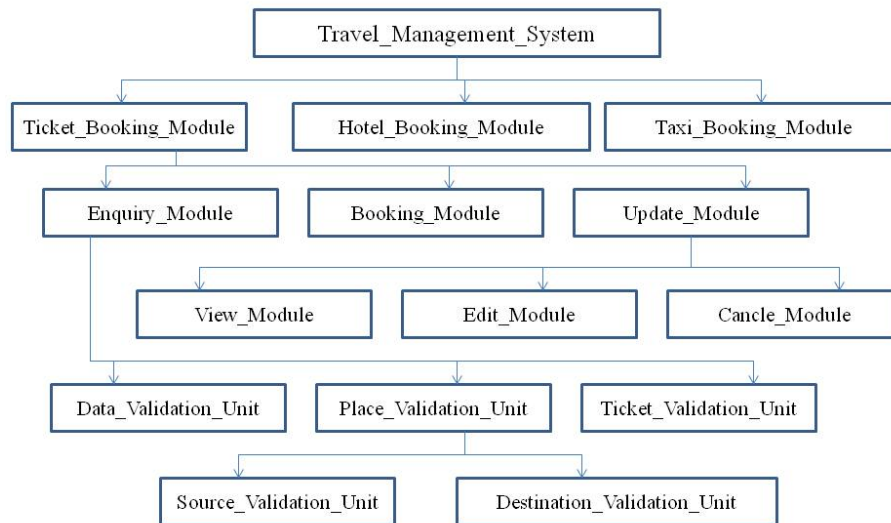 Travel_Management_System
Ticket_Booking_Module
Hotel_Booking_Module
Taxi_Booking_Module
Enquiry_Module
Booking_Module
Update_Module
View_Module
Edit_Module
Cancle_Module
Data_Validation_Unit
Place_Validation_Unit
Ticket_Validation_Unit
Source_Validation_Unit
Destination_Validation_Unit